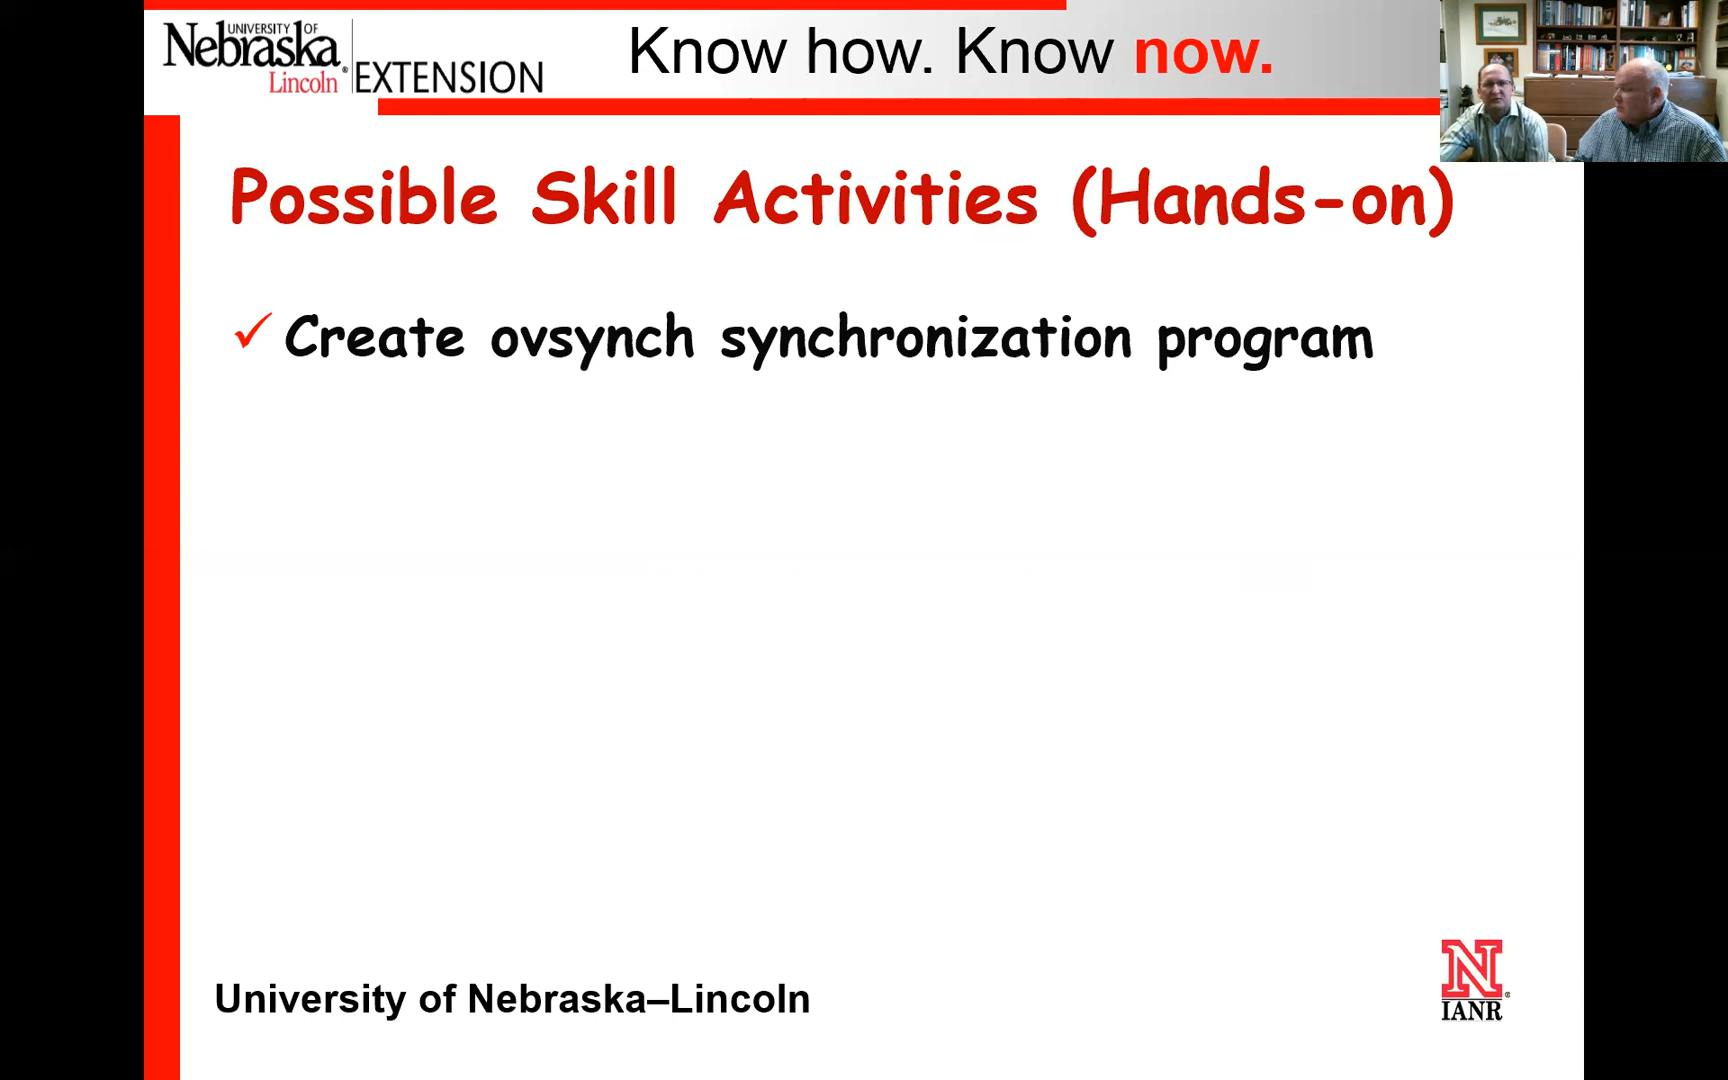 UNIVERSITY OF
Nebraska
Lincoln®
EXTENSION
Know how. Know now.
Possible Skill Activities (Hands-on)
✓ Create ovsynch synchronization program
University of Nebraska–Lincoln
N
IANR